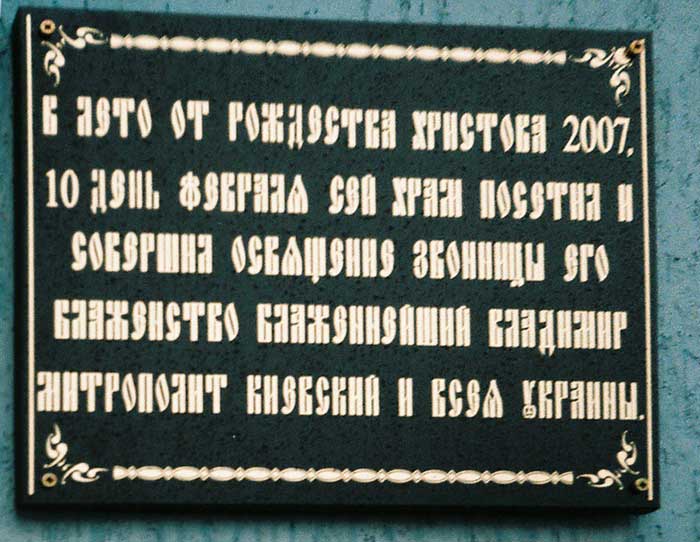 В ЛЕТО ОТ РОЖДЕСТВА ХРИСТОВА 2007,
10 ДЕНЬ ФЕВРАЛЯ СЕЙ ХРАМ ПОСЕТИЛ И
СОВЕРШИЛ ОСВЯЩЕНИЕ ЗВОННИЦЫ ЕГО
БЛАЖЕНСТВО БЛАЖЕННЕЙШИЙ ВЛАДИМИР
МИТРОПОЛИТ КИЕВСКИЙ И ВСЕЯ УКРАИНЫ.